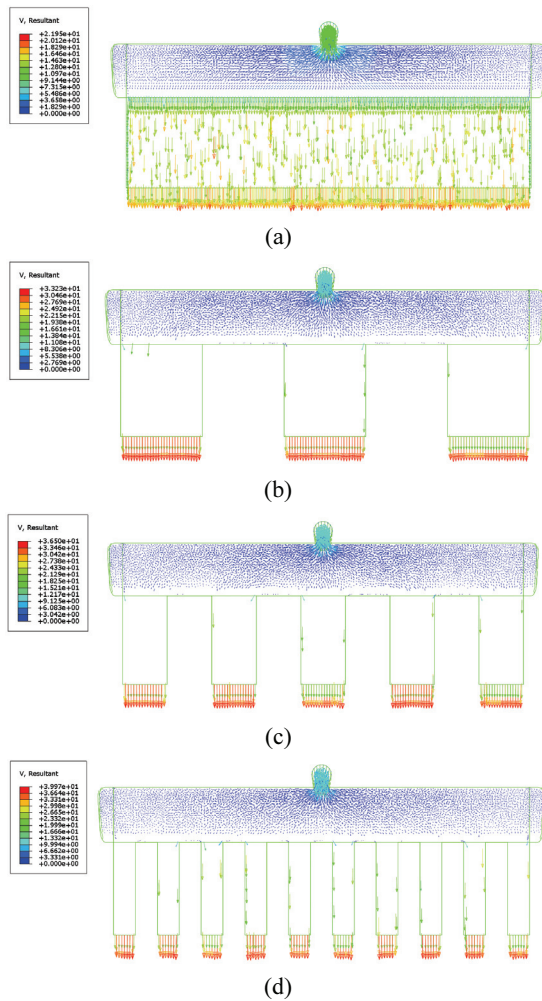 V, Resultant
+2.195e+01
+2.012e+01
+1.829e+01
+1.646e+01
+1.463e+01
+1.280e+01
+1.097e+01
+9.144e+00
+7.315e+00
+5.486e+00
+3.658e+00
+1.829e+00
+0.000e+00
(a)
V, Resultant
+3.323e+01
+3.046e+01
+2.769e+01
+2.492e+01
+2.215e+01
+1.938e+01
+1.661e+01
+1.384e+01
+1.108e+01
+8.306e+00
+5.538e+00
+2.769e+00
+0.000e+00
(b)
V, Resultant
+3.650e+01
+3.346e+01
+3.042e+01
+2.738e+01
+2.433e+01
+2.129e+01
+1.825e+01
+1.521e+01
+1.217e+01
+9.125e+00
+6.083e+00
+3.042e+00
+0.000e+00
(c)
V, Resultant
+3.997e+01
+3.664e+01
+3.331e+01
+2.998e+01
+2.665e+01
+2.332e+01
+1.999e+01
+1.666e+01
+1.332e+01
+9.994e+00
+6.662e+00
+3.331e+00
+0.000e+00
(d)